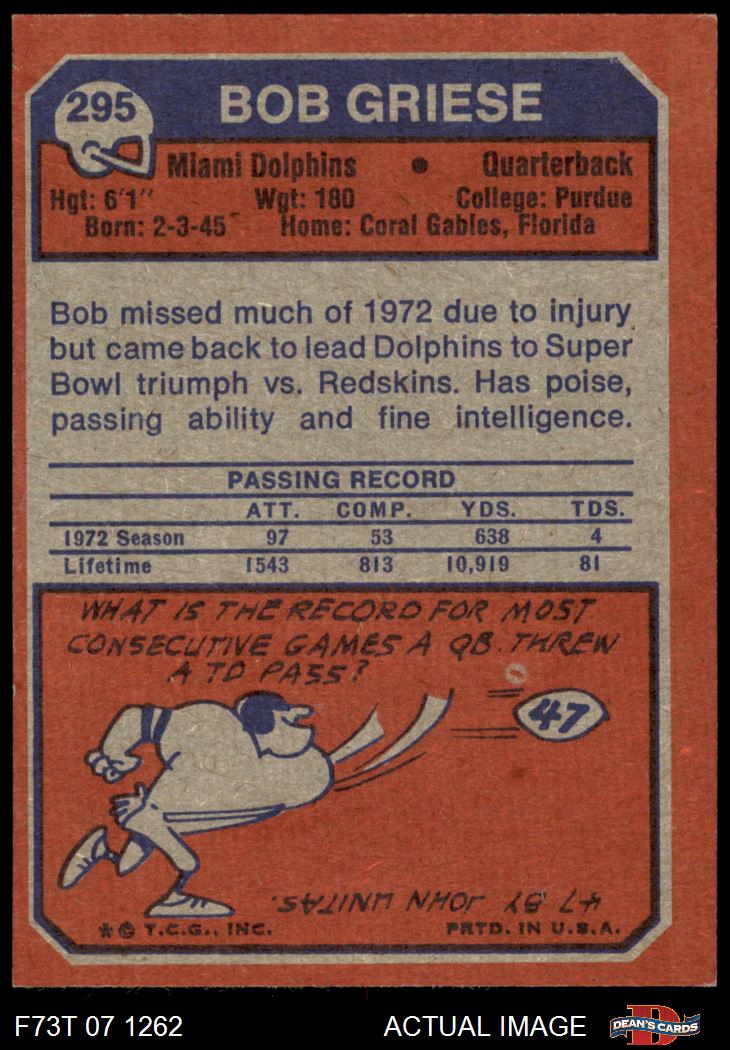 295
BOB GRIESE
Miami Dolphins • Quarterback
Hgt: 6'1" Wgt: 180 College: Purdue
Born: 2-3-45 Home: Coral Gables, Florida
Bob missed much of 1972 due to injury
but came back to lead Dolphins to Super
Bowl triumph vs. Redskins. Has poise,
passing ability and fine intelligence.
PASSING RECORD
ATT. COMP. YDS. TDS.
1972 Season 97 53 638 4
Lifetime 1543 813 10,919 81
WHAT IS THE RECORD FOR MOST
CONSECUTIVE GAMES A QB. THREW
A TD PASS?
47
47 BY JOHN UNITAS.
* © T.C.G., INC. PRTD. IN U.S.A.
F73T 07 1262 ACTUAL IMAGE D DEAN'S CARDS